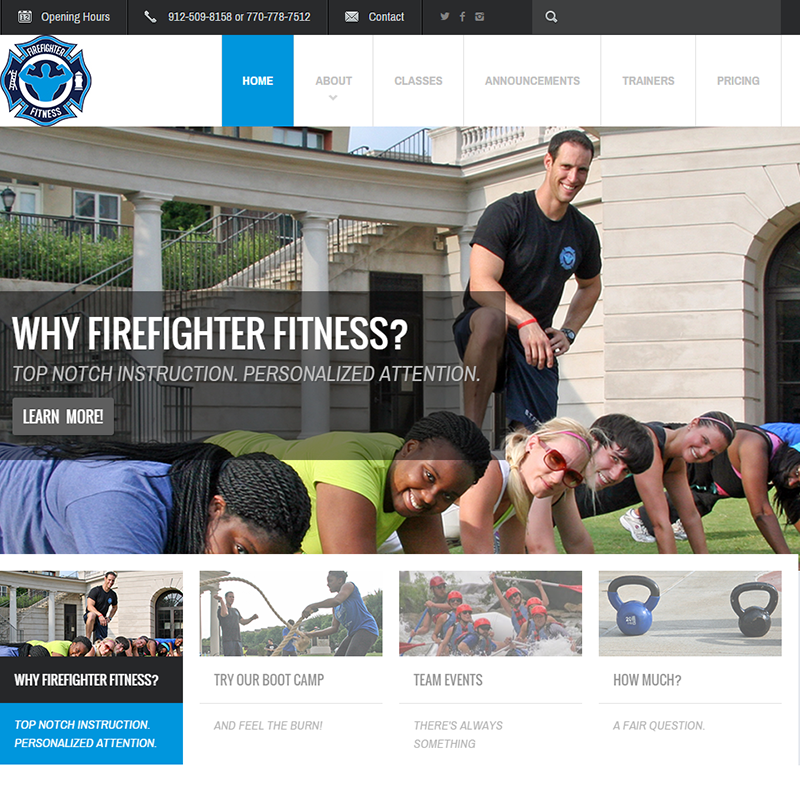 Opening Hours
912-509-8158 or 770-778-7512
Contact
FIREFIGHTER
FITNESS
HOME
ABOUT
CLASSES
ANNOUNCEMENTS
TRAINERS
PRICING
WHY FIREFIGHTER FITNESS?
TOP NOTCH INSTRUCTION. PERSONALIZED ATTENTION.
LEARN MORE!
WHY FIREFIGHTER FITNESS?
TOP NOTCH INSTRUCTION.
PERSONALIZED ATTENTION.
TRY OUR BOOT CAMP
AND FEEL THE BURN!
TEAM EVENTS
THERE'S ALWAYS
SOMETHING
HOW MUCH?
A FAIR QUESTION.